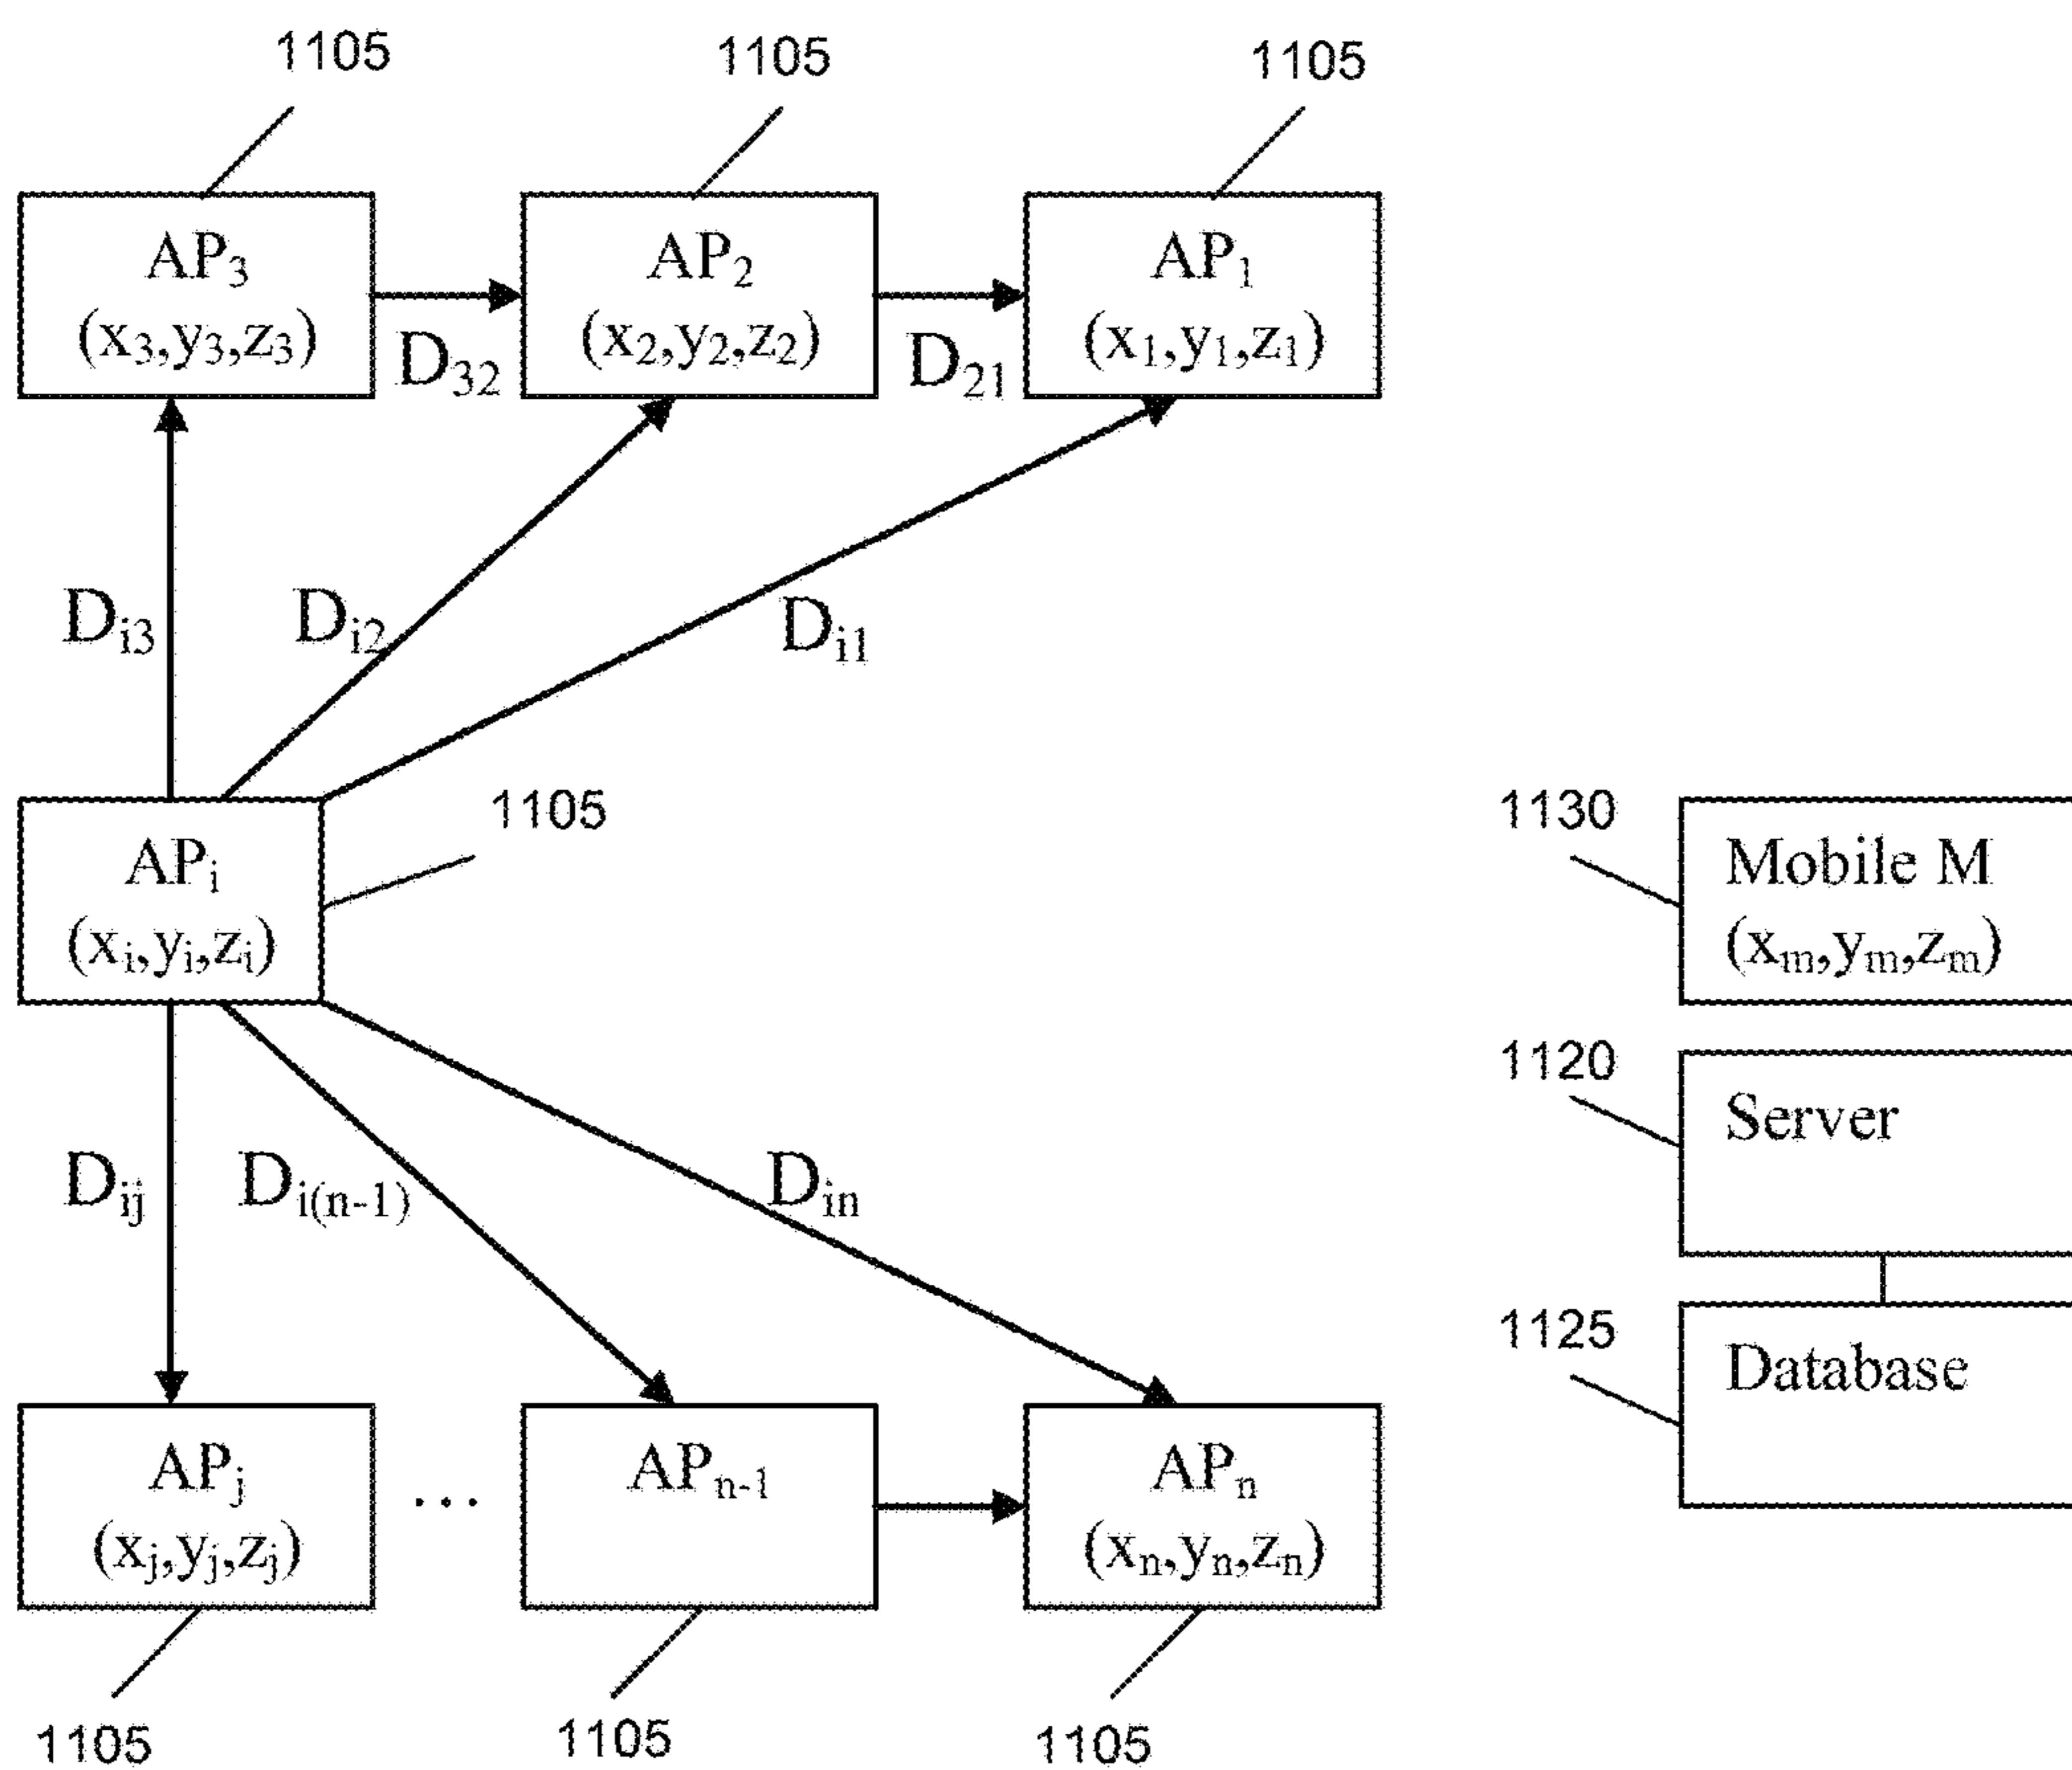 1105
1105
1105
AP₃
(x₃,y₃,z₃)
D₃₂
AP₂
(x₂,y₂,z₂)
D₂₁
AP₁
(x₁,y₁,z₁)
Dᵢ₃
Dᵢ₂
Dᵢ₁
APᵢ
(xᵢ,yᵢ,zᵢ)
1105
1130
Mobile M
(xₘ,yₘ,zₘ)
1120
Server
Dᵢⱼ
Dᵢ₍ₙ₋₁₎
Dᵢₙ
1125
Database
APⱼ
(xⱼ,yⱼ,zⱼ)
...
APₙ₋₁
APₙ
(xₙ,yₙ,zₙ)
1105
1105
1105